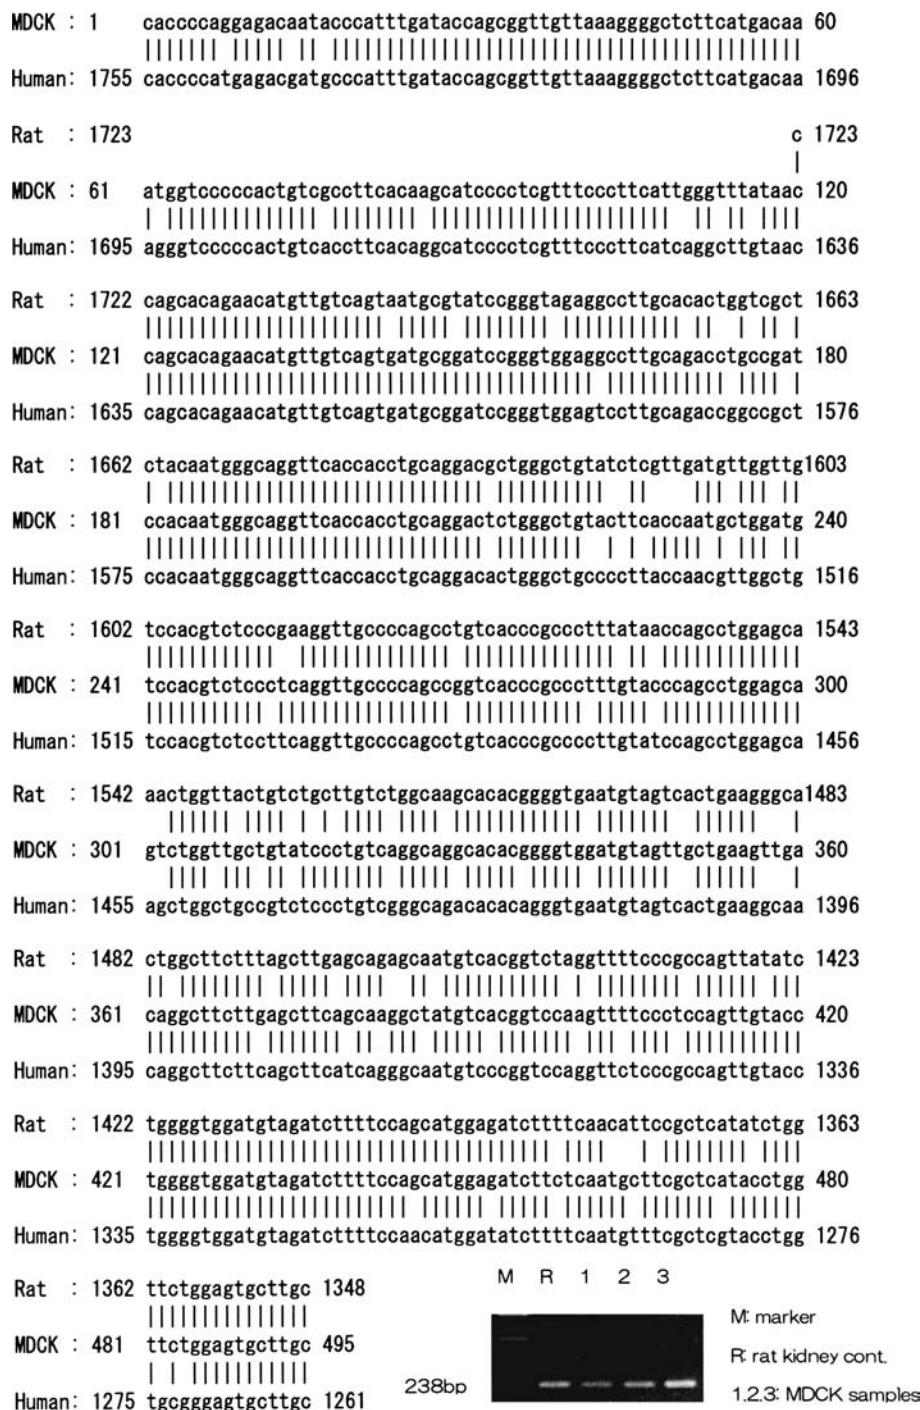 MDCK : 1 caccccaggagacaatacccatttgataccagcggttgttaaaggggctcttcatgacaa 60
Human: 1755 caccccatgagacgatgcccatttgataccagcggttgttaaaggggctcttcatgacaa 1696
Rat : 1723 c 1723
MDCK : 61 atggtcccccactgtcgccttcacaagcatcccctcgtttcccttcattgggtttataac 120
Human: 1695 agggtcccccactgtcaccttcacaggcatcccctcgtttcccttcatcaggcttgtaac 1636
Rat : 1722 cagcacagaacatgttgtcagtaatgcgtatccgggtagaggccttgcacactggtcgct 1663
MDCK : 121 cagcacagaacatgttgtcagtgatgcggatccgggtggaggccttgcagacctgccgat 180
Human: 1635 cagcacagaacatgttgtcagtgatgcggatccgggtggagtccttgcagaccggccgct 1576
Rat : 1662 ctacaatgggcaggttcaccacctgcaggacgctgggctgtatctcgttgatgttggttg1603
MDCK : 181 ccacaatgggcaggttcaccacctgcaggactctgggctgtacttcaccaatgctggatg 240
Human: 1575 ccacaatgggcaggttcaccacctgcaggacactgggctgccccttaccaacgttggctg 1516
Rat : 1602 tccacgtctcccgaaggttgccccagcctgtcacccgccctttataaccagcctggagca 1543
MDCK : 241 tccacgtctccctcaggttgccccagccggtcacccgccctttgtacccagcctggagca 300
Human: 1515 tccacgtctccttcaggttgccccagcctgtcacccgccccttgtatccagcctggagca 1456
Rat : 1542 aactggttactgtctgcttgtctggcaagcacacggggtgaatgtagtcactgaagggca1483
MDCK : 301 gtctggttgctgtatccctgtcaggcaggcacacggggtggatgtagttgctgaagttga 360
Human: 1455 agctggctgccgtctccctgtcgggcagacacacagggtgaatgtagtcactgaaggcaa 1396
Rat : 1482 ctggcttctttagcttgagcagagcaatgtcacggtctaggttttcccgccagttatatc 1423
MDCK : 361 caggcttcttgagcttcagcaaggctatgtcacggtccaagttttccctccagttgtacc 420
Human: 1395 caggcttcttcagcttcatcagggcaatgtcccggtccaggttctcccgccagttgtacc 1336
Rat : 1422 tggggtggatgtagatcttttccagcatggagatcttttcaacattccgctcatatctgg 1363
MDCK : 421 tggggtggatgtagatcttttccagcatggagatcttctcaatgcttcgctcatacctgg 480
Human: 1335 tggggtggatgtagatcttttccaacatggatatcttttcaatgtttcgctcgtacctgg 1276
Rat : 1362 ttctggagtgcttgc 1348
MDCK : 481 ttctggagtgcttgc 495
Human: 1275 tgcgggagtgcttgc 1261
M R 1 2 3
238bp
M: marker
R: rat kidney cont.
1.2.3: MDCK samples